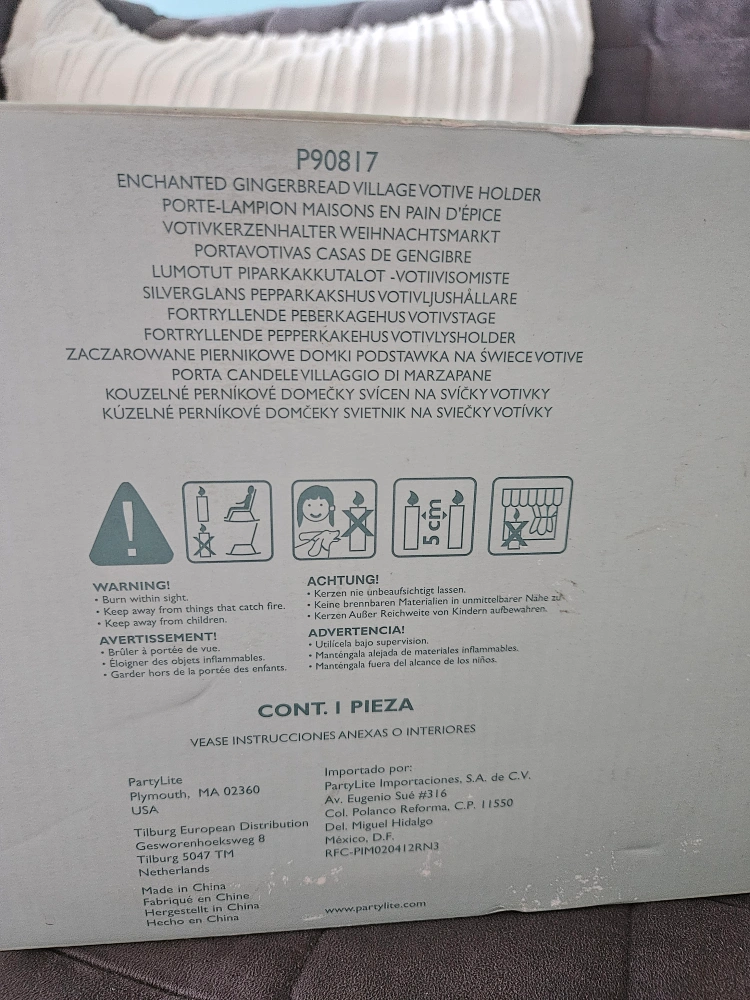 P90817
ENCHANTED GINGERBREAD VILLAGE VOTIVE HOLDER
PORTE-LAMPION MAISONS EN PAIN D'ÉPICE
VOTIVKERZENHALTER WEIHNACHTSMARKT
PORTAVOTIVAS CASAS DE GENGIBRE
LUMOTUT PIPARKAKKUTALOT -VOTIIVISOMISTE
SILVERGLANS PEPPARKAKSHUS VOTIVLJUSHÅLLARE
FORTRYLLENDE PEBERKAGEHUS VOTIVSTAGE
FORTRYLLENDE PEPPERKAKEHUS VOTIVLYSHOLDER
ZACZAROWANE PIERNIKOWE DOMKI PODSTAWKA NA ŚWIECE VOTIVE
PORTA CANDELE VILLAGGIO DI MARZAPANE
KOUZELNÉ PERNÍKOVÉ DOMEČKY SVÍCEN NA SVÍČKY VOTIVKY
KÚZELNÉ PERNÍKOVÉ DOMČEKY SVIETNIK NA SVIEČKY VOTÍVKY
!
5 cm
WARNING!
• Burn within sight.
• Keep away from things that catch fire.
• Keep away from children.
AVERTISSEMENT!
• Brûler à portée de vue.
• Éloigner des objets inflammables.
• Garder hors de la portée des enfants.
ACHTUNG!
• Kerzen nie unbeaufsichtigt lassen.
• Keine brennbaren Materialien in unmittelbarer Nähe zu
• Kerzen Außer Reichweite von Kindern aufbewahren.
ADVERTENCIA!
• Utilícela bajo supervision.
• Manténgala alejada de materiales inflammables.
• Manténgala fuera del alcance de los niños.
CONT. 1 PIEZA
VEASE INSTRUCCIONES ANEXAS O INTERIORES
PartyLite
Plymouth, MA 02360
USA
Tilburg European Distribution
Gesworenhoeksweg 8
Tilburg 5047 TM
Netherlands
Made in China
Fabriqué en Chine
Hergestellt in China
Hecho en China
Importado por:
PartyLite Importaciones, S.A. de C.V.
Av. Eugenio Sué #316
Col. Polanco Reforma, C.P. 11550
Del. Miguel Hidalgo
México, D.F.
RFC-PIM020412RN3
www.partylite.com